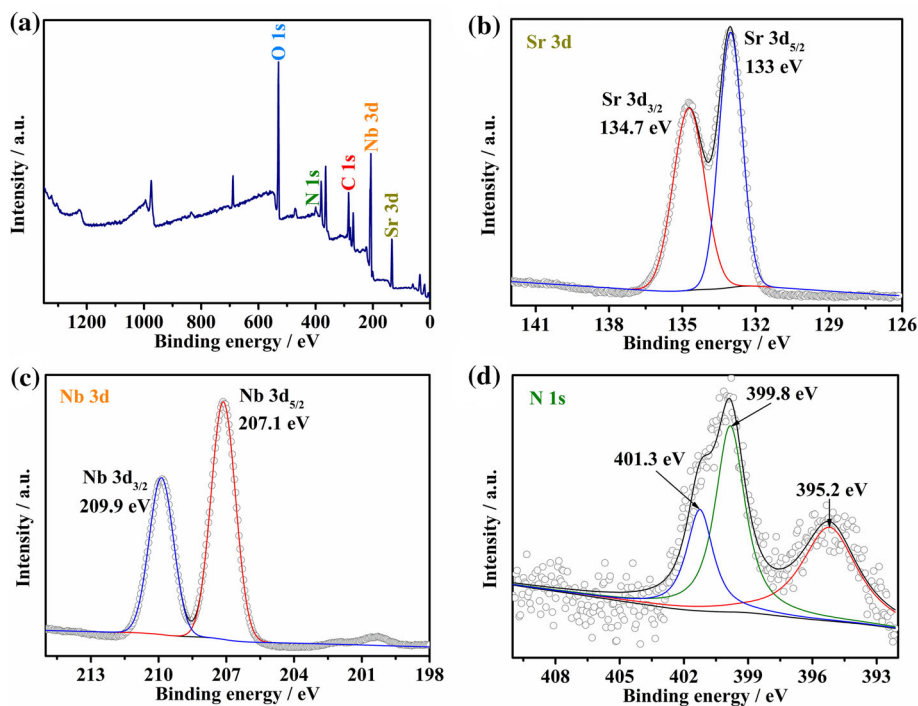 (a)
O 1s
N 1s
C 1s
Nb 3d
Sr 3d
Intensity / a.u.
1200 1000 800 600 400 200 0
Binding energy / eV
(b)
Sr 3d
Sr 3d5/2
133 eV
Sr 3d3/2
134.7 eV
Intensity / a.u.
141 138 135 132 129 126
Binding energy / eV
(c)
Nb 3d
Nb 3d5/2
207.1 eV
Nb 3d3/2
209.9 eV
Intensity / a.u.
213 210 207 204 201 198
Binding energy / eV
(d)
N 1s
399.8 eV
401.3 eV
395.2 eV
Intensity / a.u.
408 405 402 399 396 393
Binding energy / eV